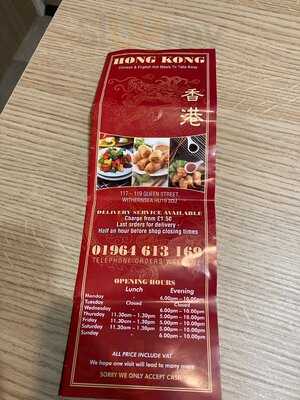 HONG KONG
Chinese & English Hot Meals To Take Away
香
港
117 - 119 QUEEN STREET,
WITHERNSEA HU19 2DJ
DELIVERY SERVICE AVAILABLE
Charge from £1.50
Last orders for delivery -
Half an hour before shop closing times
01964 613 169
TELEPHONE ORDERS
OPENING HOURS
Lunch Evening
Monday 6.00pm - 10.00pm
Tuesday Closed Closed
Wednesday 6.00pm - 10.00pm
Thursday 11.30am - 1.30pm 5.00pm - 10.00pm
Friday 11.30am - 1.30pm 5.00pm - 10.00pm
Saturday 11.30am - 1.30pm 5.00pm - 10.00pm
Sunday 6.00pm - 10.00pm
ALL PRICE INCLUDE VAT
We hope one visit will lead to many more
SORRY WE ONLY ACCEPT CASH